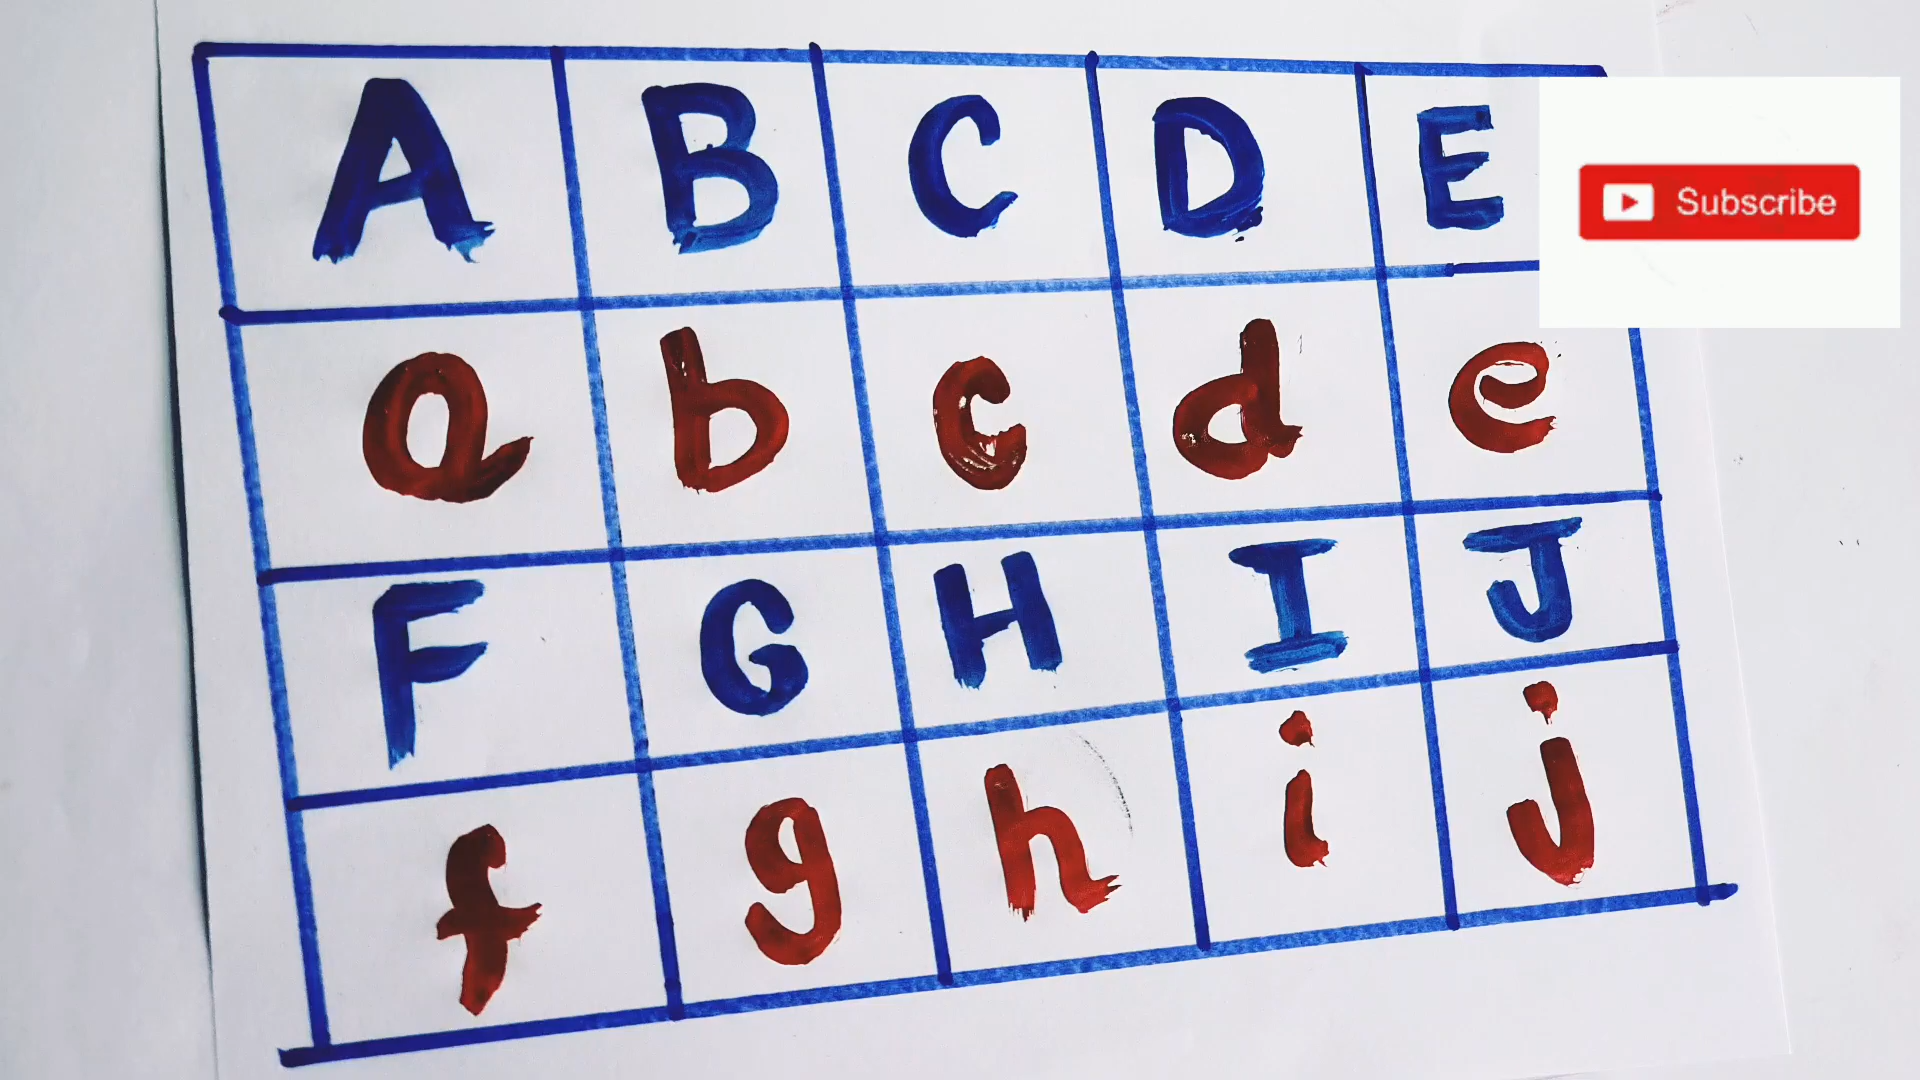 A B C D E
Subscribe
a b c d e
F G H I J
f g h i j